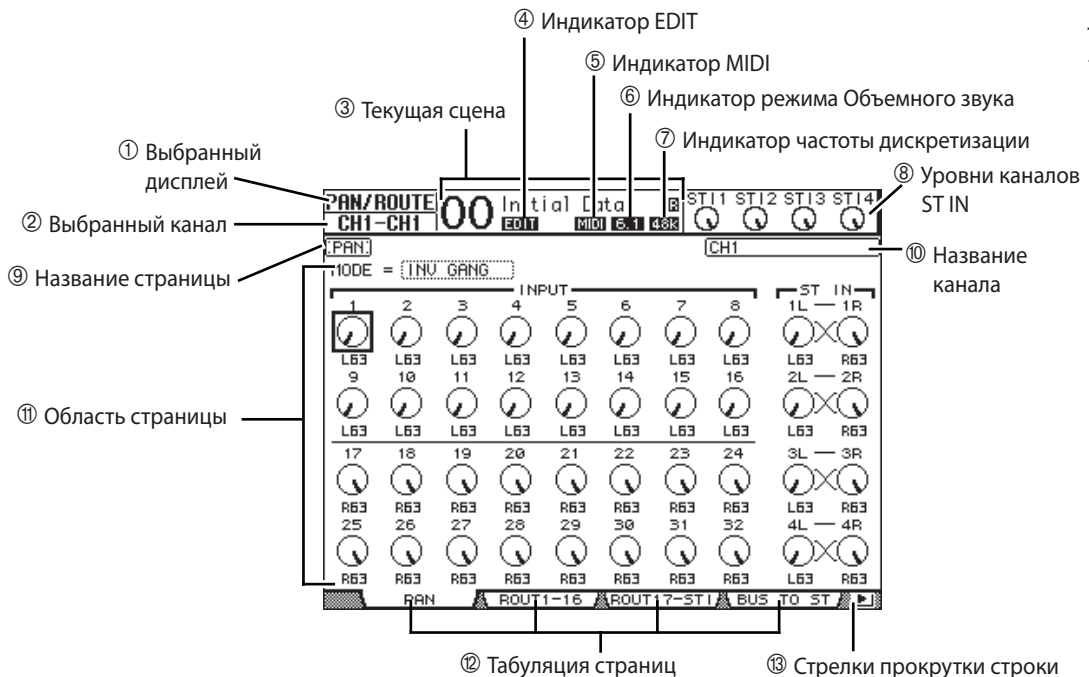 ④ Индикатор EDIT
⑤ Индикатор MIDI
⑥ Индикатор режима Объемного звука
③ Текущая сцена
⑦ Индикатор частоты дискретизации
① Выбранный
дисплей
⑧ Уровни каналов
ST IN
② Выбранный канал
PAN/ROUTE
CH1-CH1
00 Initial Data
EDIT MIDI 6.1 48k
STI1 STI2 STI3 STI4
⑨ Название страницы
PAN
CH1
⑩ Название
канала
MODE = INV GANG
INPUT ST IN
1 2 3 4 5 6 7 8 1L — 1R
L63 L63 L63 L63 L63 L63 L63 L63 L63 R63
9 10 11 12 13 14 15 16 2L — 2R
L63 L63 L63 L63 L63 L63 L63 L63 L63 R63
⑪ Область страницы
17 18 19 20 21 22 23 24 3L — 3R
R63 R63 R63 R63 R63 R63 R63 R63 L63 R63
25 26 27 28 29 30 31 32 4L — 4R
R63 R63 R63 R63 R63 R63 R63 R63 L63 R63
PAN ROUT1-16 ROUT17-STI BUS TO ST
⑫ Табуляция страниц
⑬ Стрелки прокрутки строки